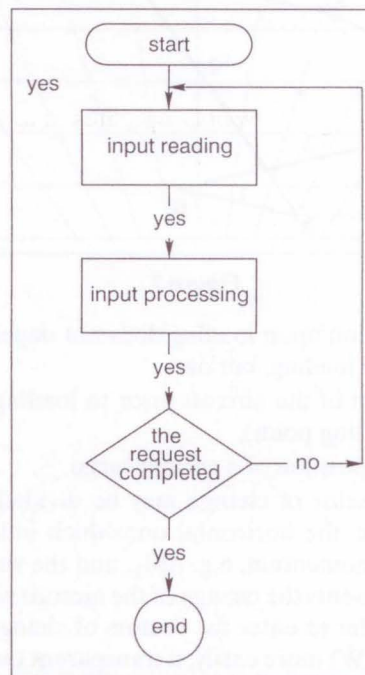 start
yes
input reading
yes
input processing
yes
the
request
completed
no
yes
end